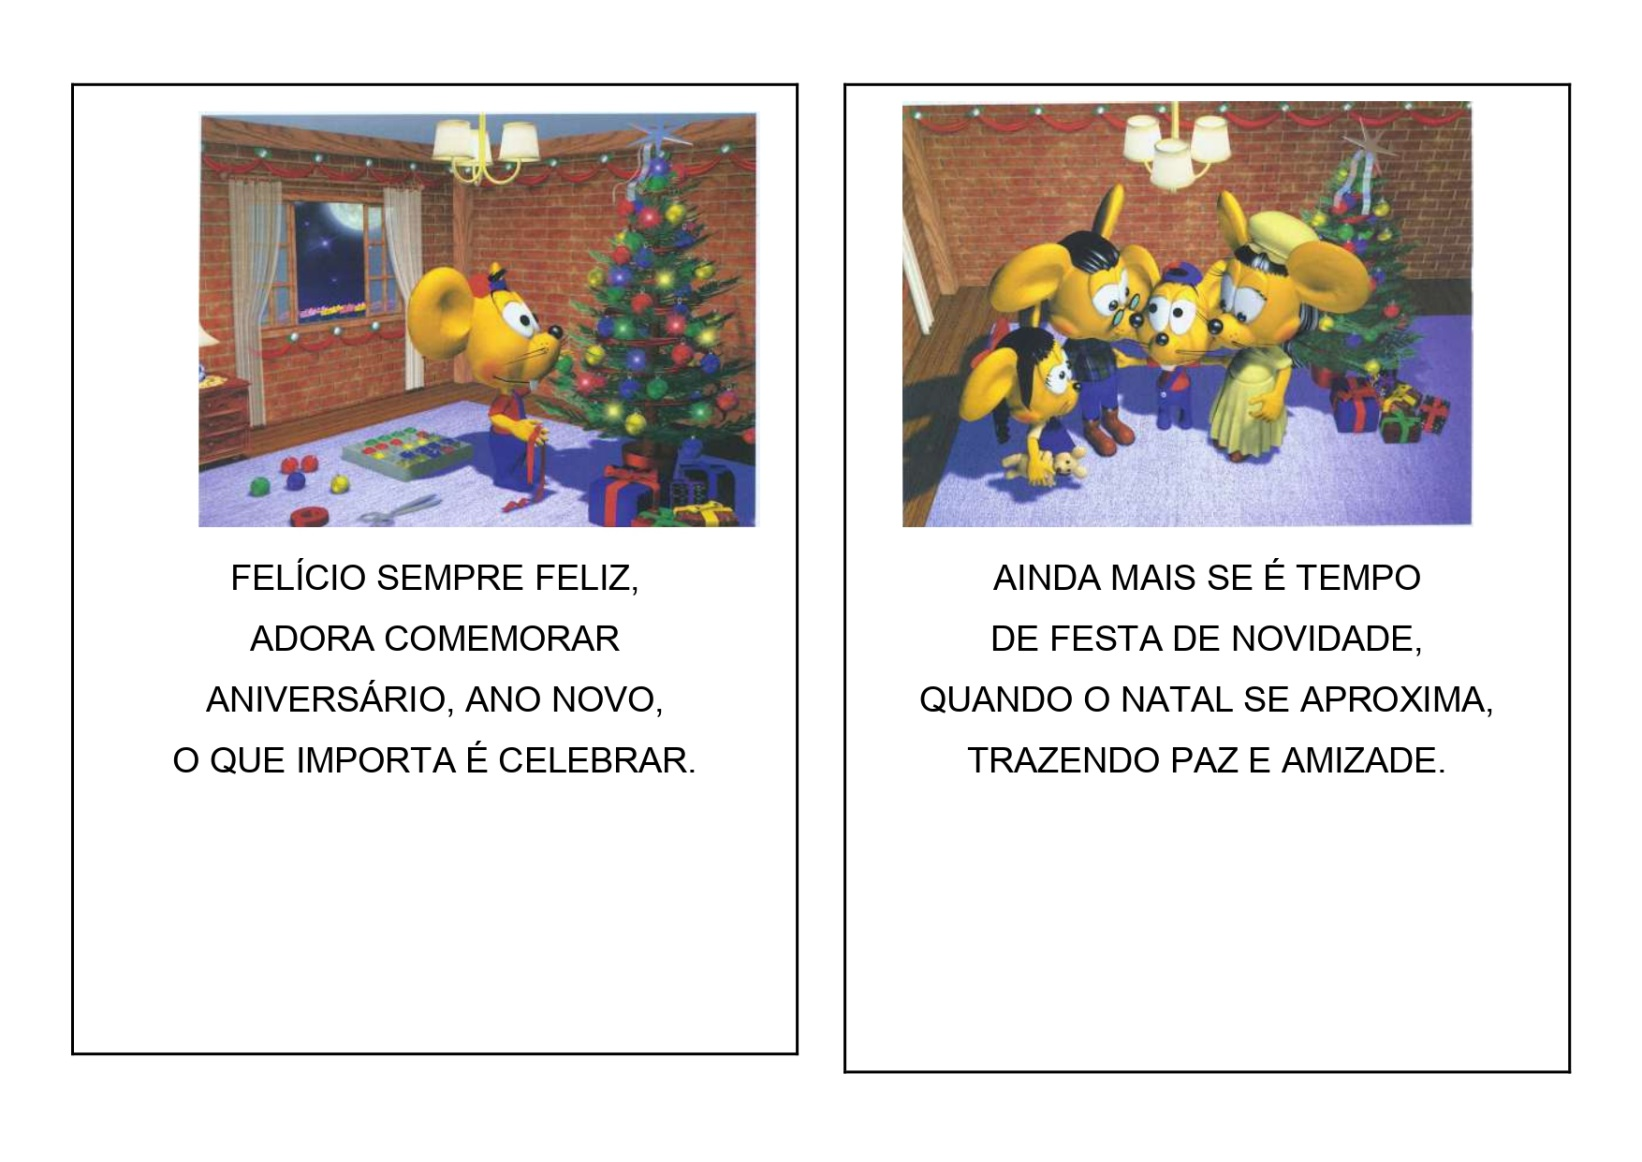 FELÍCIO SEMPRE FELIZ,
ADORA COMEMORAR
ANIVERSÁRIO, ANO NOVO,
O QUE IMPORTA É CELEBRAR.
AINDA MAIS SE É TEMPO
DE FESTA DE NOVIDADE,
QUANDO O NATAL SE APROXIMA,
TRAZENDO PAZ E AMIZADE.